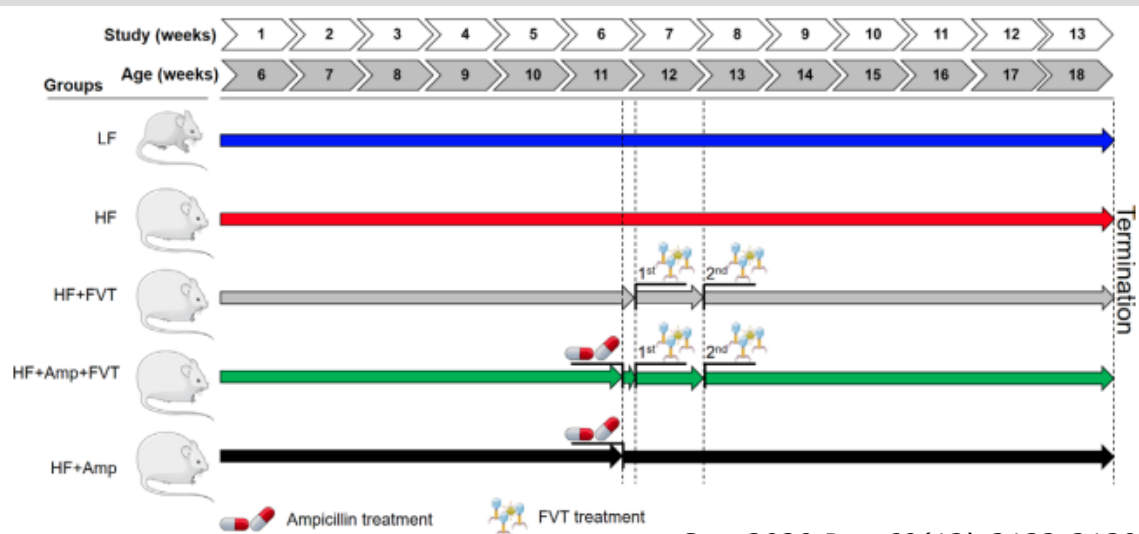 Study (weeks) 1 2 3 4 5 6 7 8 9 10 11 12 13
Groups Age (weeks) 6 7 8 9 10 11 12 13 14 15 16 17 18
LF
HF
HF+FVT 1st 2nd
HF+Amp+FVT 1st 2nd
HF+Amp
Termination
Ampicillin treatment FVT treatment